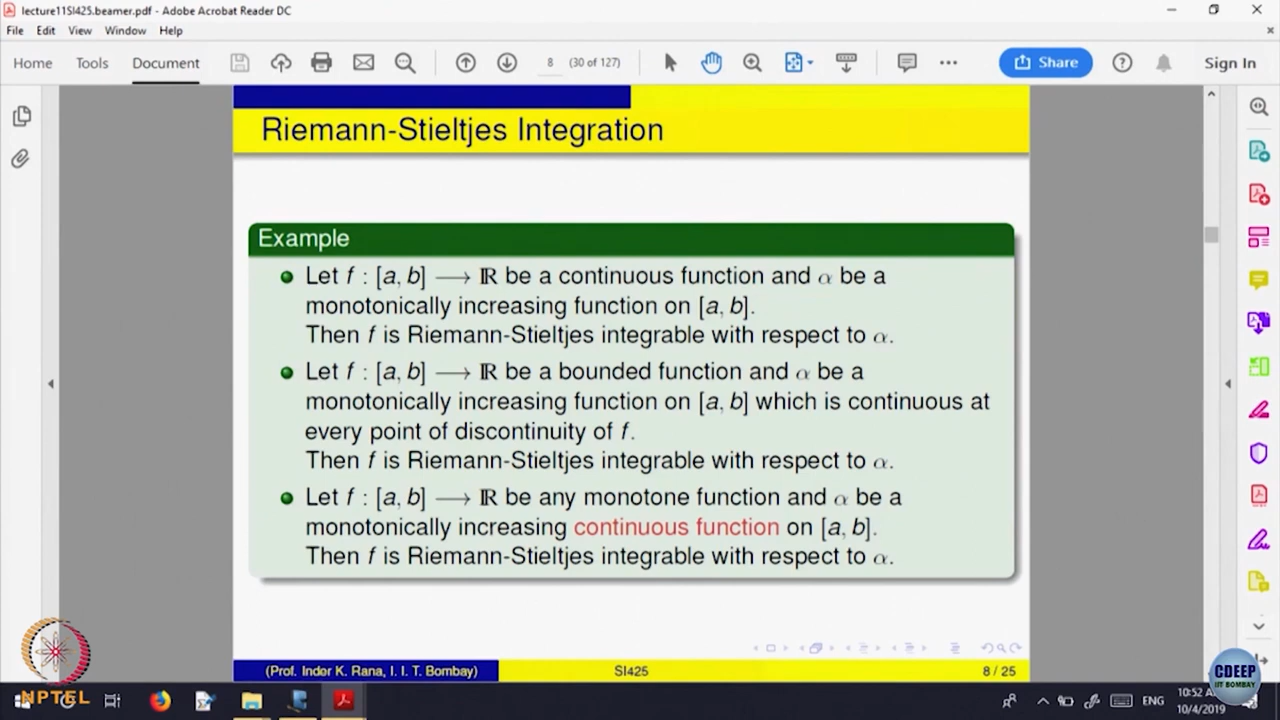 lecture11SI425.beamer.pdf - Adobe Acrobat Reader DC
File Edit View Window Help
Home Tools Document 8 (30 of 127) Share Sign In
Riemann-Stieltjes Integration
Example
Let f : [a, b] ⟶ ℝ be a continuous function and α be a
monotonically increasing function on [a, b].
Then f is Riemann-Stieltjes integrable with respect to α.
Let f : [a, b] ⟶ ℝ be a bounded function and α be a
monotonically increasing function on [a, b] which is continuous at
every point of discontinuity of f.
Then f is Riemann-Stieltjes integrable with respect to α.
Let f : [a, b] ⟶ ℝ be any monotone function and α be a
monotonically increasing continuous function on [a, b].
Then f is Riemann-Stieltjes integrable with respect to α.
(Prof. Indor K. Rana, I. I. T. Bombay) SI425 8 / 25
NPTEL
CDEEP
IIT BOMBAY
ENG
10:52
10/4/2019